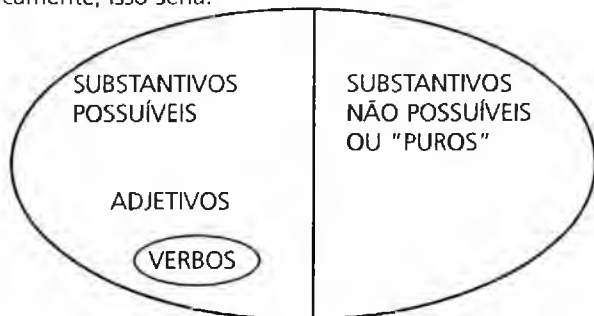 camente, isso seria:
SUBSTANTIVOS
POSSUÍVEIS
ADJETIVOS
VERBOS
SUBSTANTIVOS
NÃO POSSUÍVEIS
OU "PUROS"